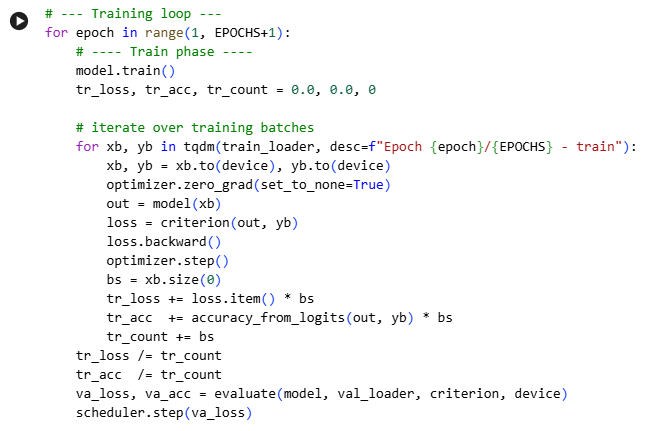 # --- Training loop ---
for epoch in range(1, EPOCHS+1):
    # ---- Train phase ----
    model.train()
    tr_loss, tr_acc, tr_count = 0.0, 0.0, 0

    # iterate over training batches
    for xb, yb in tqdm(train_loader, desc=f"Epoch {epoch}/{EPOCHS} - train"):
        xb, yb = xb.to(device), yb.to(device)
        optimizer.zero_grad(set_to_none=True)
        out = model(xb)
        loss = criterion(out, yb)
        loss.backward()
        optimizer.step()
        bs = xb.size(0)
        tr_loss += loss.item() * bs
        tr_acc  += accuracy_from_logits(out, yb) * bs
        tr_count += bs
    tr_loss /= tr_count
    tr_acc  /= tr_count
    va_loss, va_acc = evaluate(model, val_loader, criterion, device)
    scheduler.step(va_loss)